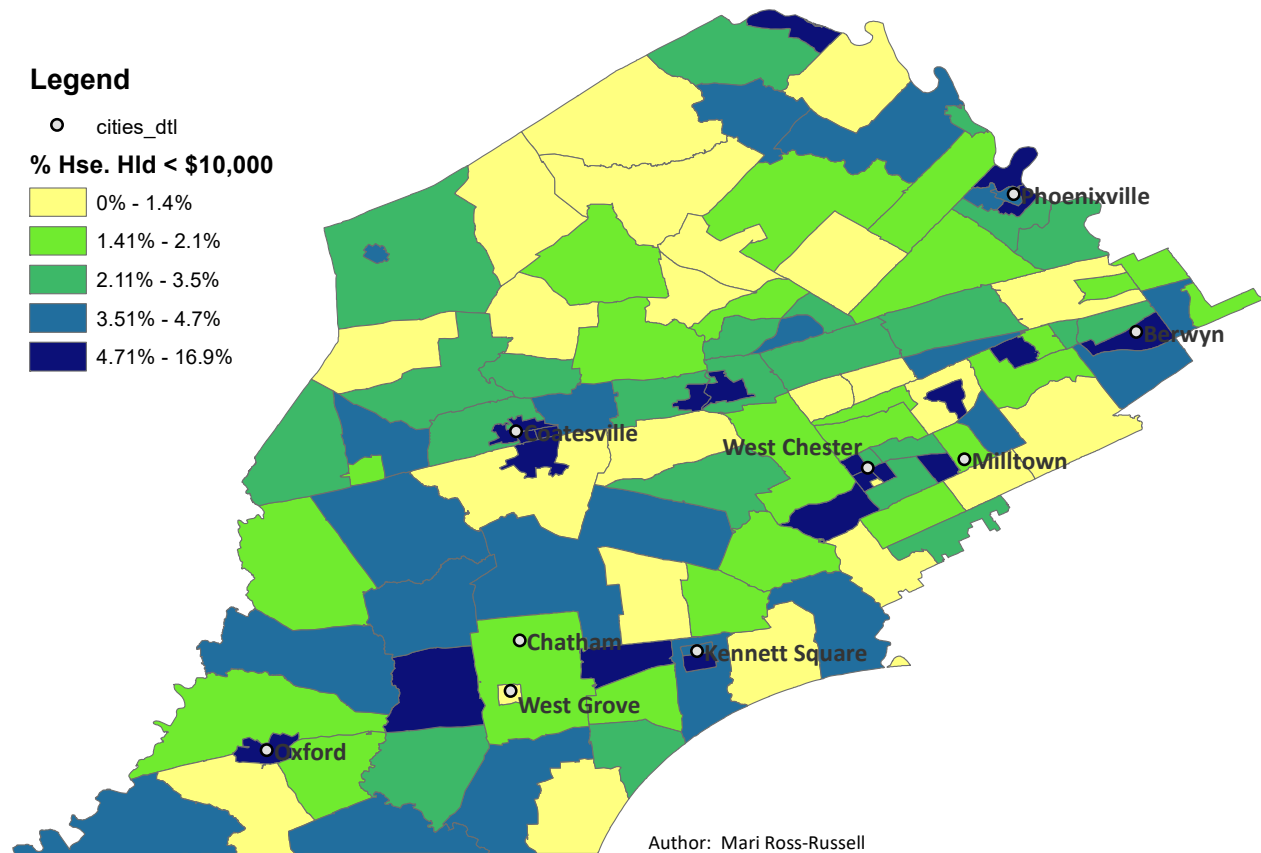 Legend
cities_dtl
% Hse. Hld < $10,000
0% - 1.4%
1.41% - 2.1%
2.11% - 3.5%
3.51% - 4.7%
4.71% - 16.9%
Phoenixville
Berwyn
Coatesville
West Chester
Milltown
Chatham
Kennett Square
West Grove
Oxford
Author: Mari Ross-Russell